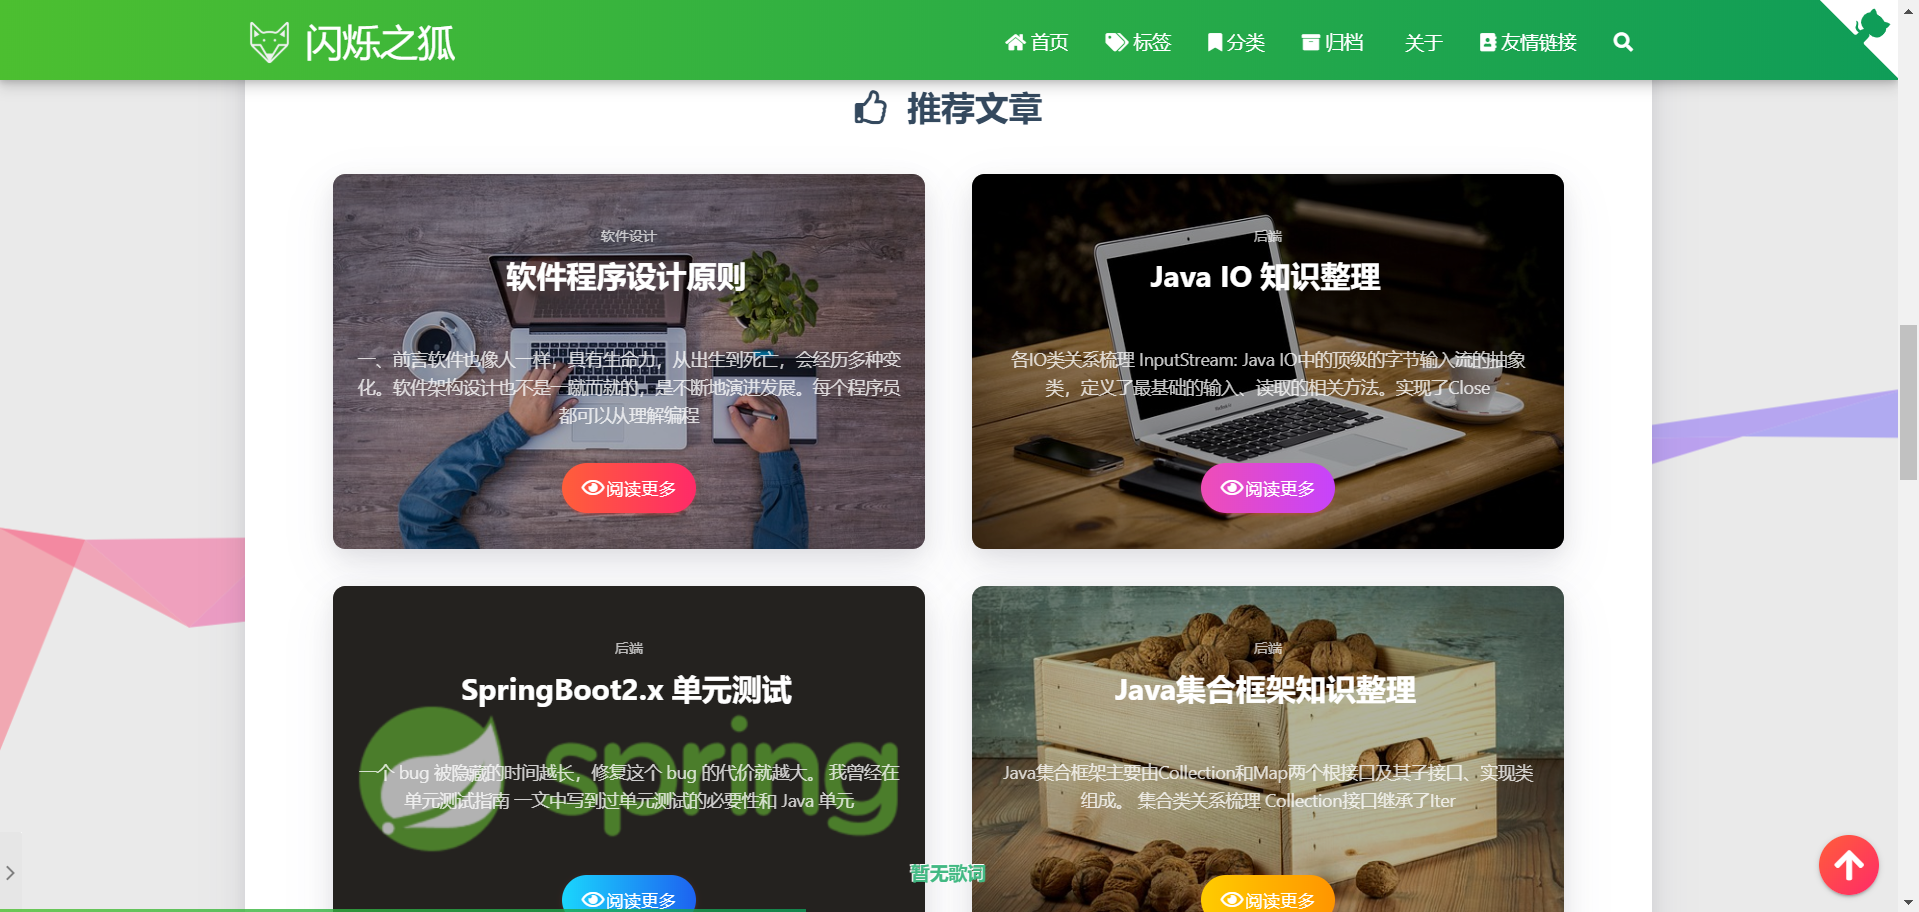 闪烁之狐
首页 标签 分类 归档 关于 友情链接
推荐文章
软件设计
软件程序设计原则
一、前言软件也像人一样，具有生命力，从出生到死亡，会经历多种变
化。软件架构设计也不是一蹴而就的，是不断地演进发展。每个程序员
都可以从理解编程
阅读更多
后端
Java IO 知识整理
各IO类关系梳理 InputStream: Java IO中的顶级的字节输入流的抽象
类，定义了最基础的输入、读取的相关方法。实现了Close
阅读更多
后端
SpringBoot2.x 单元测试
spring
一个 bug 被隐藏的时间越长，修复这个 bug 的代价就越大。 我曾经在
单元测试指南 一文中写到过单元测试的必要性和 Java 单元
阅读更多
后端
Java集合框架知识整理
Java集合框架主要由Collection和Map两个根接口及其子接口、实现类
组成。 集合类关系梳理 Collection接口继承了Iter
阅读更多
暂无歌词